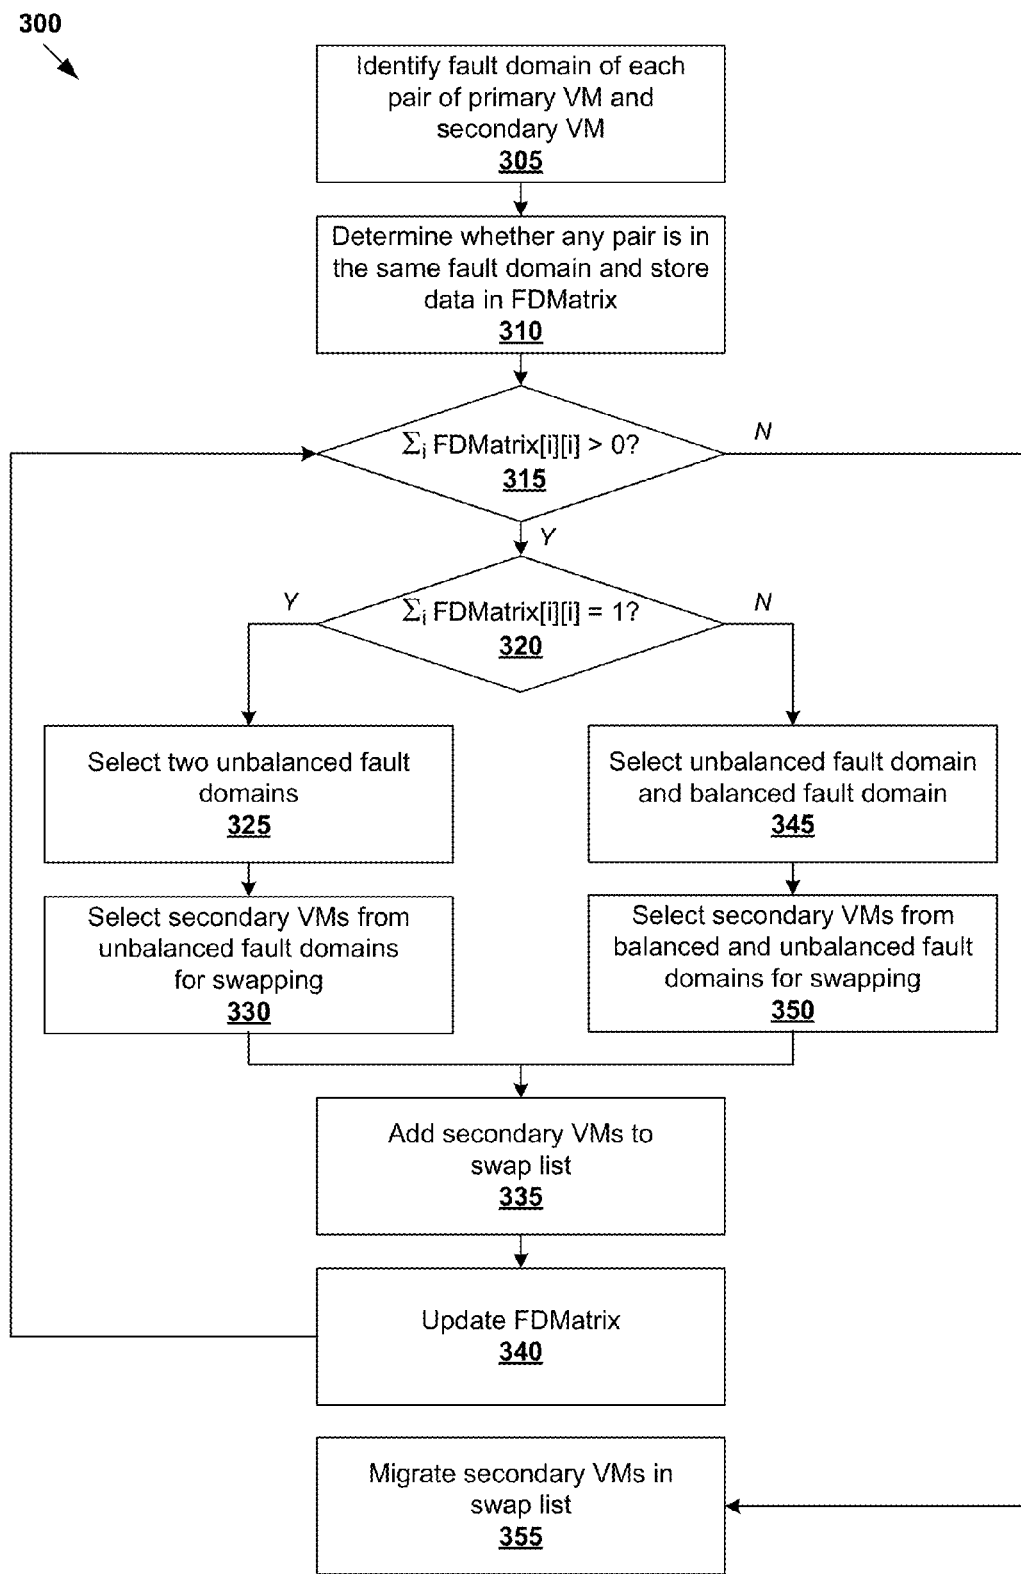 300
Identify fault domain of each
pair of primary VM and
secondary VM
305
Determine whether any pair is in
the same fault domain and store
data in FDMatrix
310
Σi FDMatrix[i][i] > 0?
315
N
Y
Σi FDMatrix[i][i] = 1?
320
Y
N
Select two unbalanced fault
domains
325
Select unbalanced fault domain
and balanced fault domain
345
Select secondary VMs from
unbalanced fault domains
for swapping
330
Select secondary VMs from
balanced and unbalanced fault
domains for swapping
350
Add secondary VMs to
swap list
335
Update FDMatrix
340
Migrate secondary VMs in
swap list
355